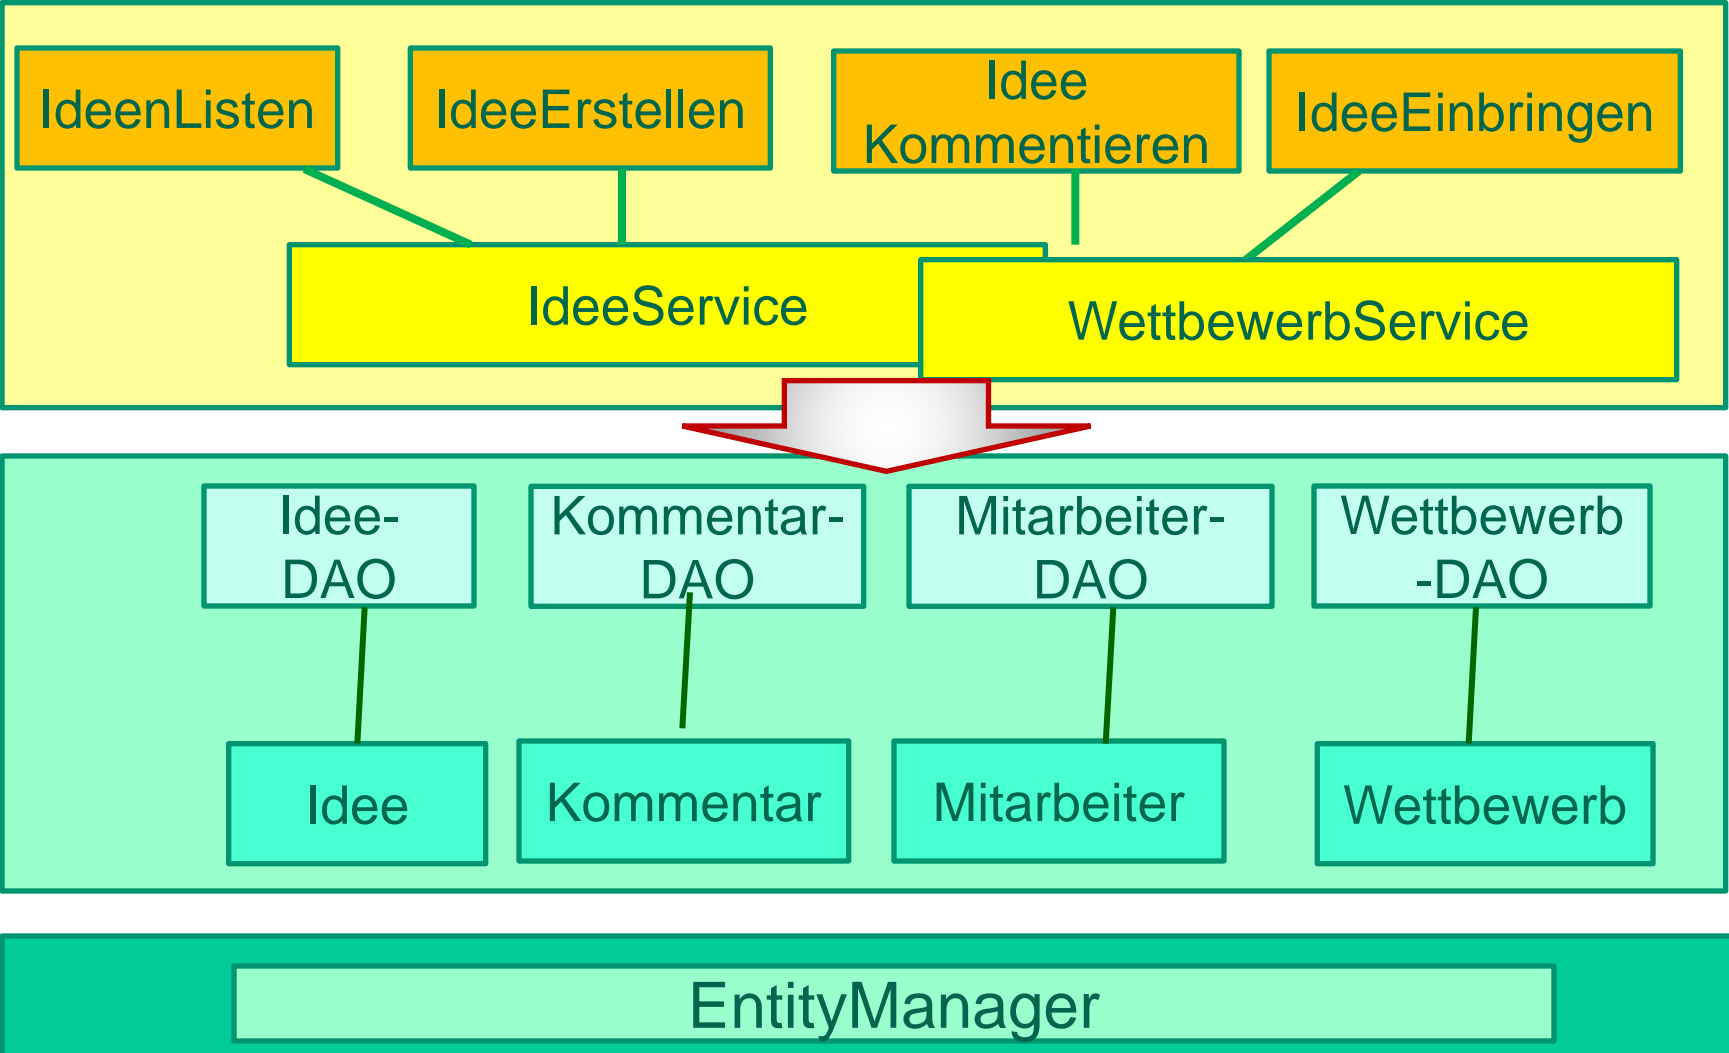 IdeenListen
IdeeErstellen
Idee
Kommentieren
IdeeEinbringen
IdeeService
WettbewerbService
Idee-
DAO
Kommentar-
DAO
Mitarbeiter-
DAO
Wettbewerb
-DAO
Idee
Kommentar
Mitarbeiter
Wettbewerb
EntityManager